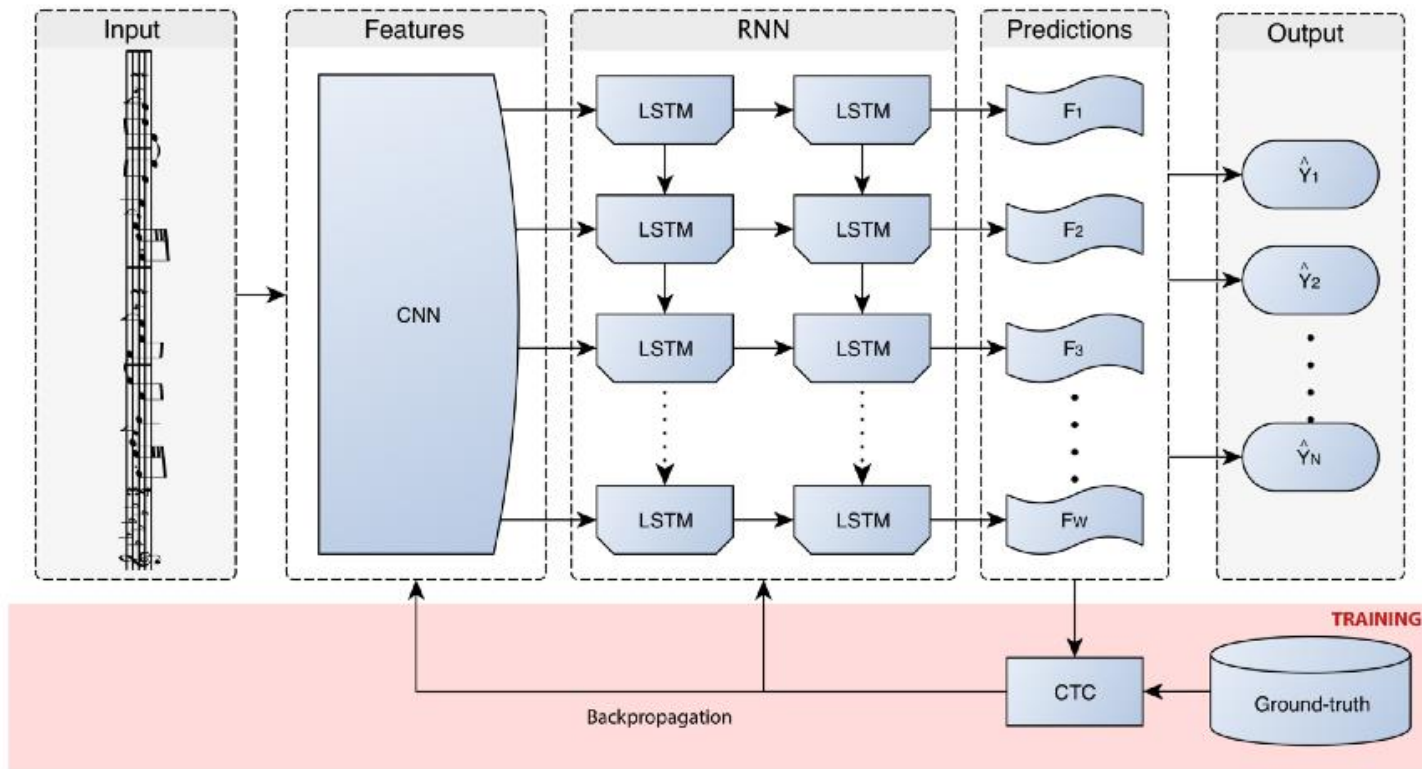 Input
Features
RNN
Predictions
Output
CNN
LSTM
LSTM
F1
Ŷ1
LSTM
LSTM
F2
Ŷ2
LSTM
LSTM
F3
LSTM
LSTM
FW
ŶN
TRAINING
CTC
Ground-truth
Backpropagation